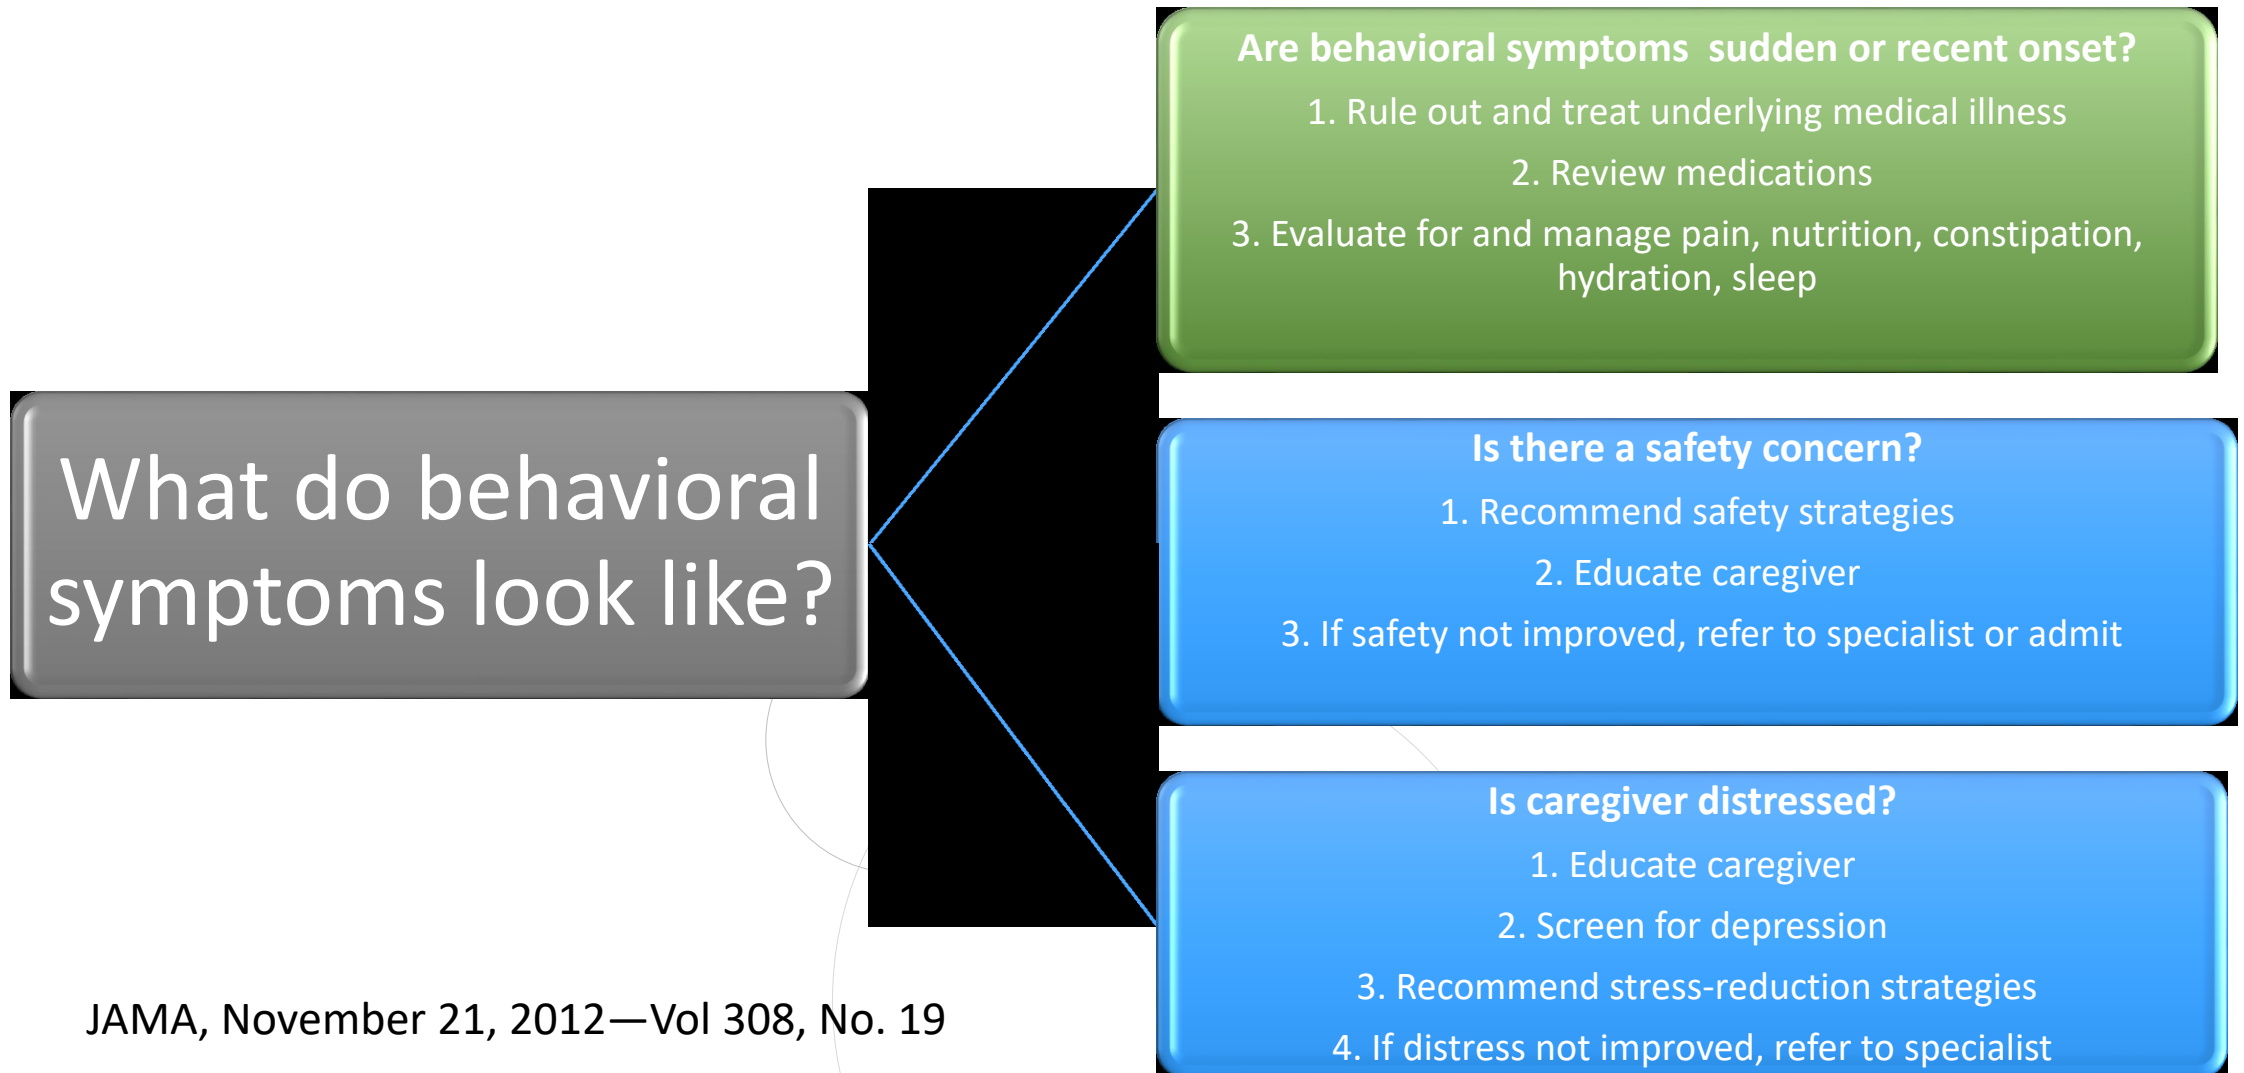 What do behavioral
symptoms look like?
Are behavioral symptoms  sudden or recent onset?
1. Rule out and treat underlying medical illness
2. Review medications
3. Evaluate for and manage pain, nutrition, constipation,
hydration, sleep
Is there a safety concern?
1. Recommend safety strategies
2. Educate caregiver
3. If safety not improved, refer to specialist or admit
Is caregiver distressed?
1. Educate caregiver
2. Screen for depression
3. Recommend stress-reduction strategies
4. If distress not improved, refer to specialist
JAMA, November 21, 2012—Vol 308, No. 19